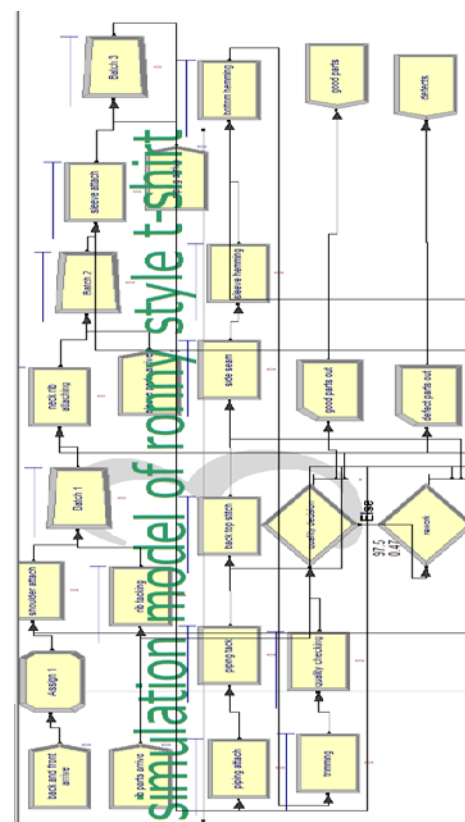 simulation model of ronny style t-shirt
back and front
arrive
Assign 1
shoulder attach
Batch 1
neck rib
attaching
Batch 2
sleeve attach
Batch 3
rib parts arrive
rib tacking
piping attach
piping tack
back top stitch
side seam
sleeve hemming
bottom hemming
trimming
quality checking
quality decision
Else
97.5
0.47
rework
good parts out
good parts
defect parts out
defects